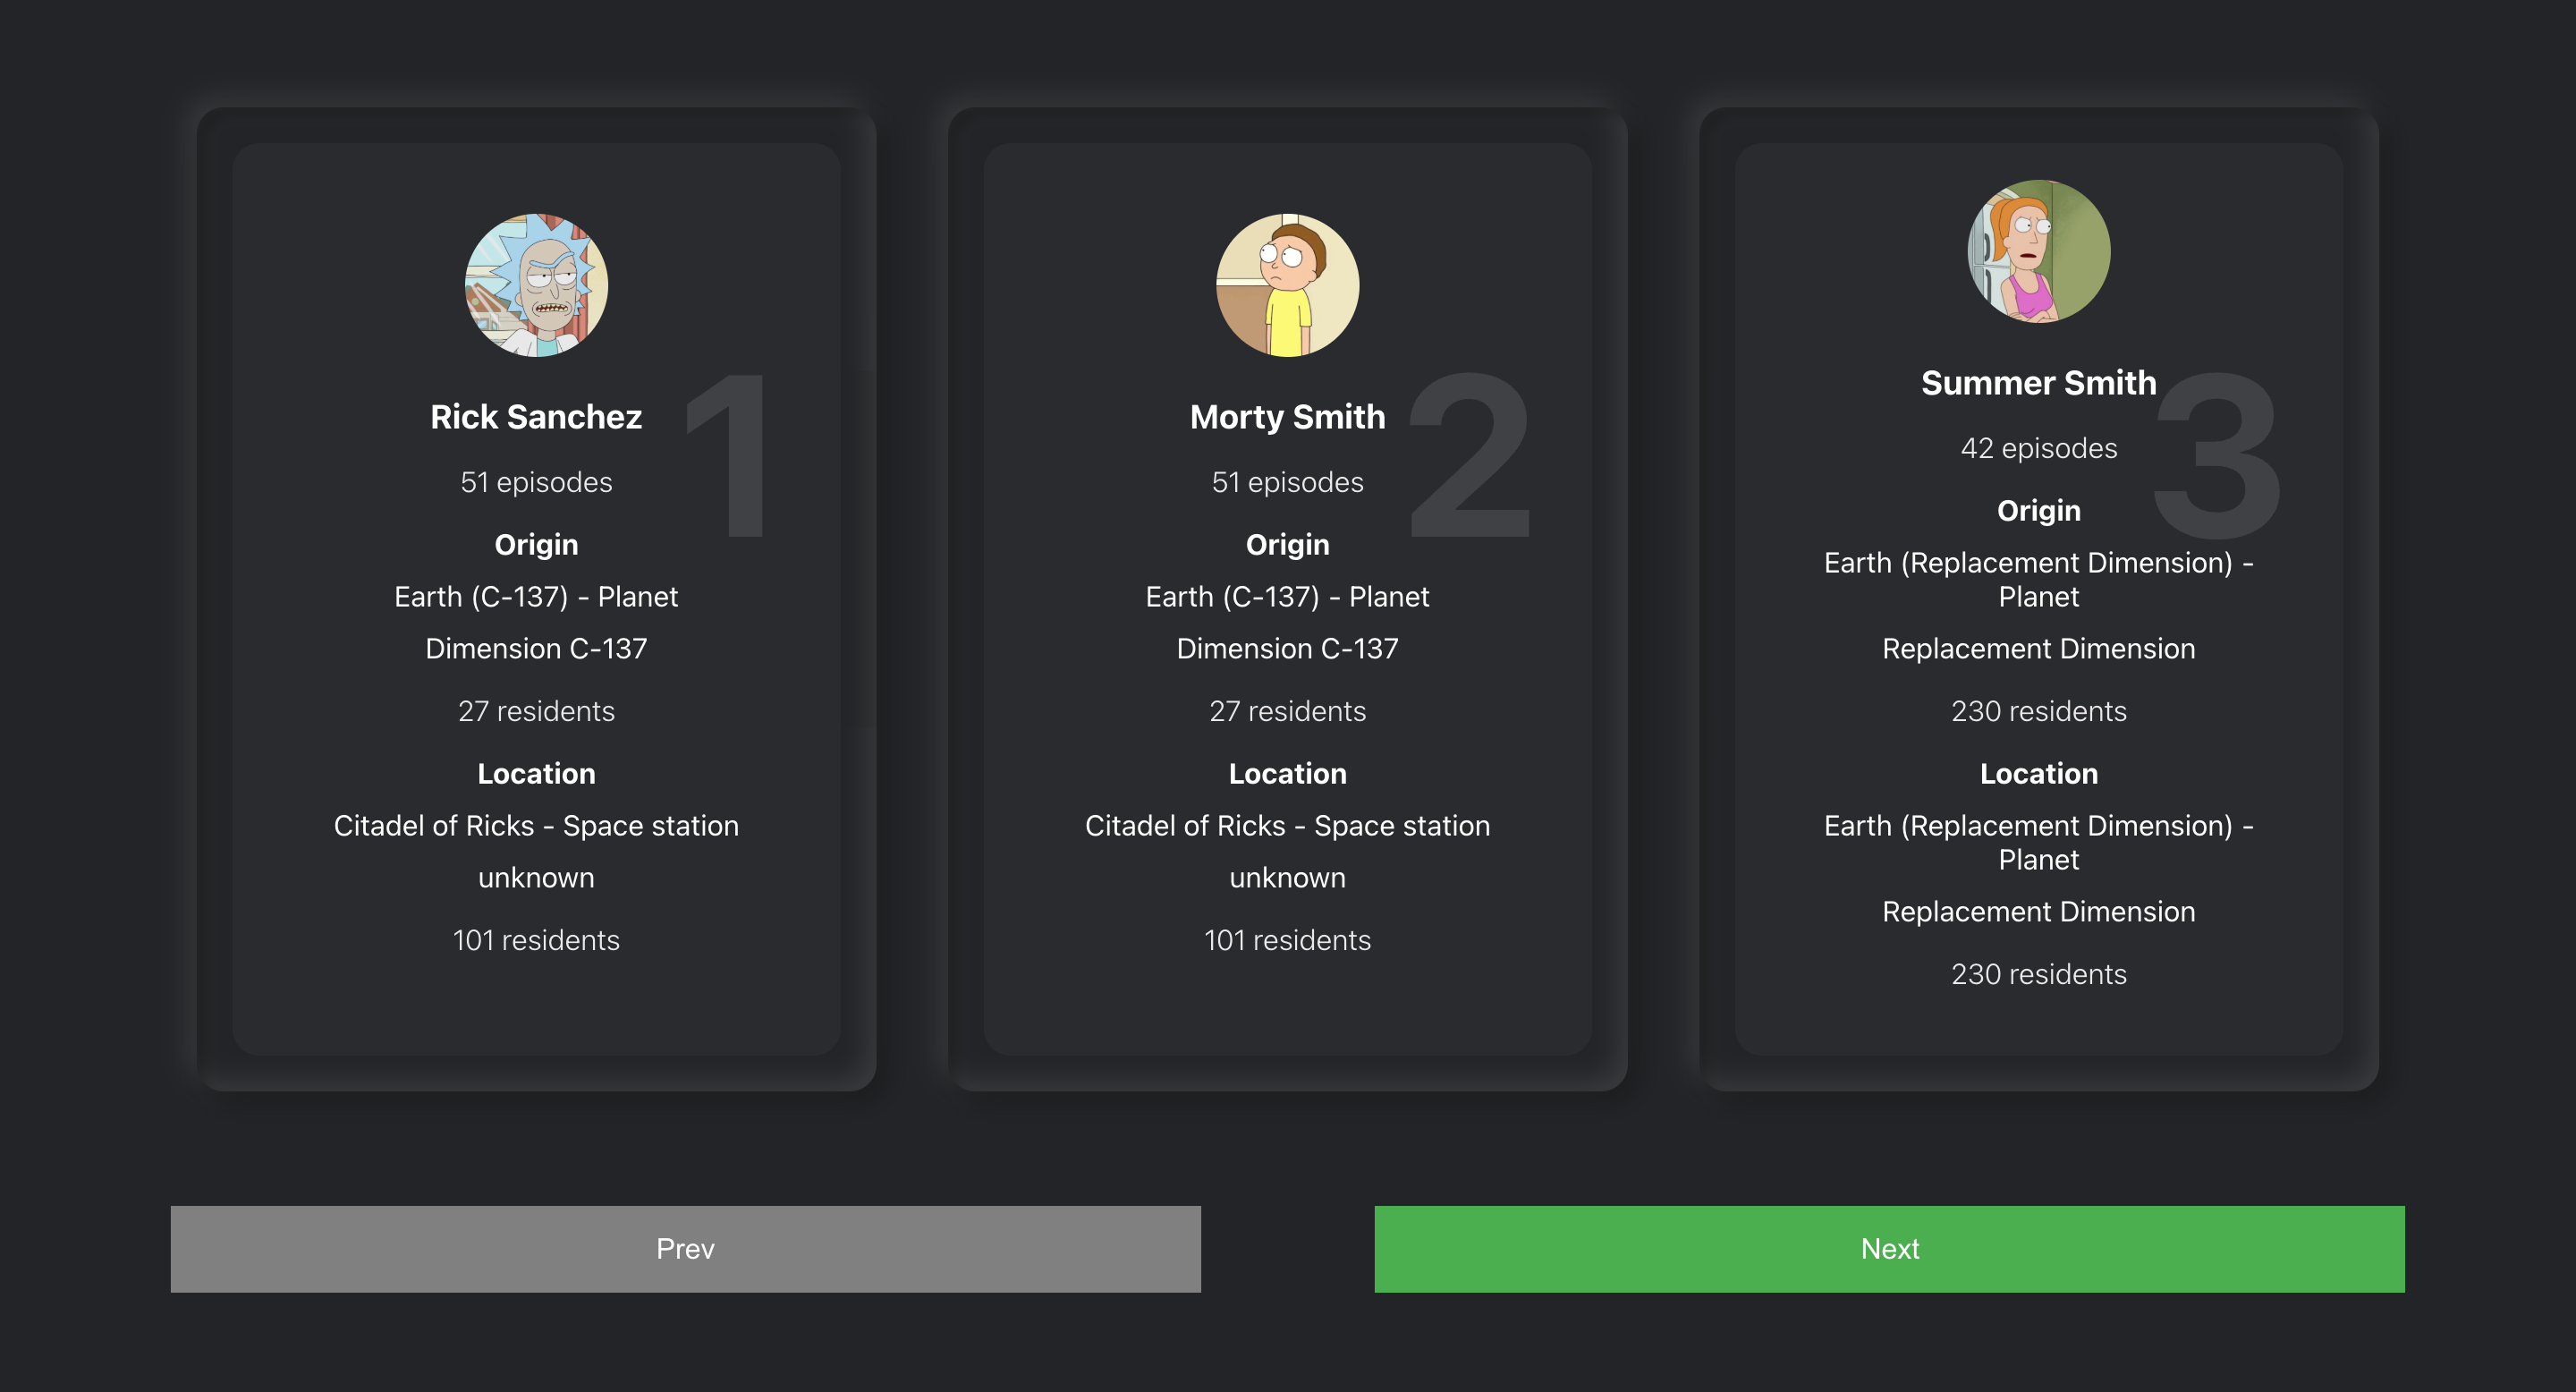 1
Rick Sanchez
51 episodes
Origin
Earth (C-137) - Planet
Dimension C-137
27 residents
Location
Citadel of Ricks - Space station
unknown
101 residents
2
Morty Smith
51 episodes
Origin
Earth (C-137) - Planet
Dimension C-137
27 residents
Location
Citadel of Ricks - Space station
unknown
101 residents
3
Summer Smith
42 episodes
Origin
Earth (Replacement Dimension) -
Planet
Replacement Dimension
230 residents
Location
Earth (Replacement Dimension) -
Planet
Replacement Dimension
230 residents
Prev
Next